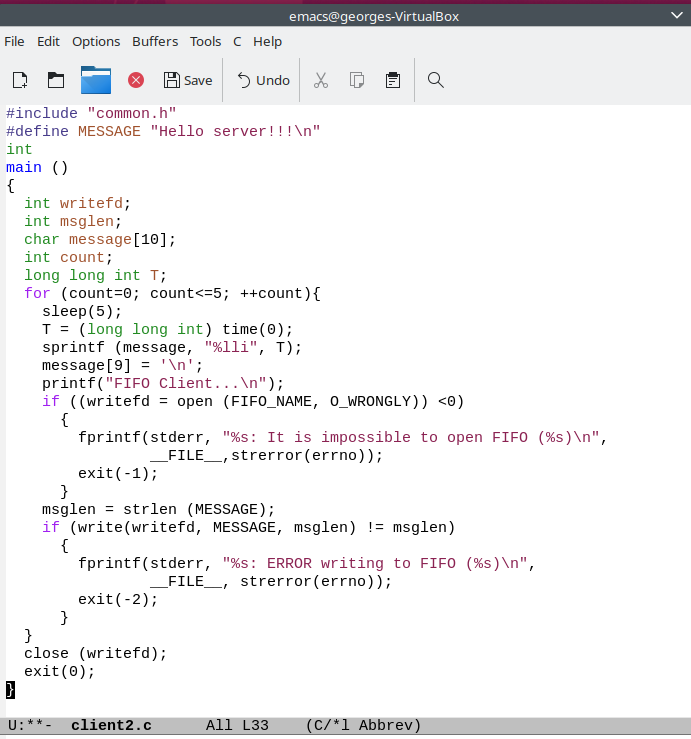 emacs@georges-VirtualBox
File Edit Options Buffers Tools C Help
Save Undo
#include "common.h"
#define MESSAGE "Hello server!!!\n"
int
main ()
{
  int writefd;
  int msglen;
  char message[10];
  int count;
  long long int T;
  for (count=0; count<=5; ++count){
    sleep(5);
    T = (long long int) time(0);
    sprintf (message, "%lli", T);
    message[9] = '\n';
    printf("FIFO Client...\n");
    if ((writefd = open (FIFO_NAME, O_WRONGLY)) <0)
      {
        fprintf(stderr, "%s: It is impossible to open FIFO (%s)\n",
                __FILE__,strerror(errno));
        exit(-1);
      }
    msglen = strlen (MESSAGE);
    if (write(writefd, MESSAGE, msglen) != msglen)
      {
        fprintf(stderr, "%s: ERROR writing to FIFO (%s)\n",
                __FILE__, strerror(errno));
        exit(-2);
      }
  }
  close (writefd);
  exit(0);
}
U:**-  client2.c      All L33    (C/*l Abbrev)